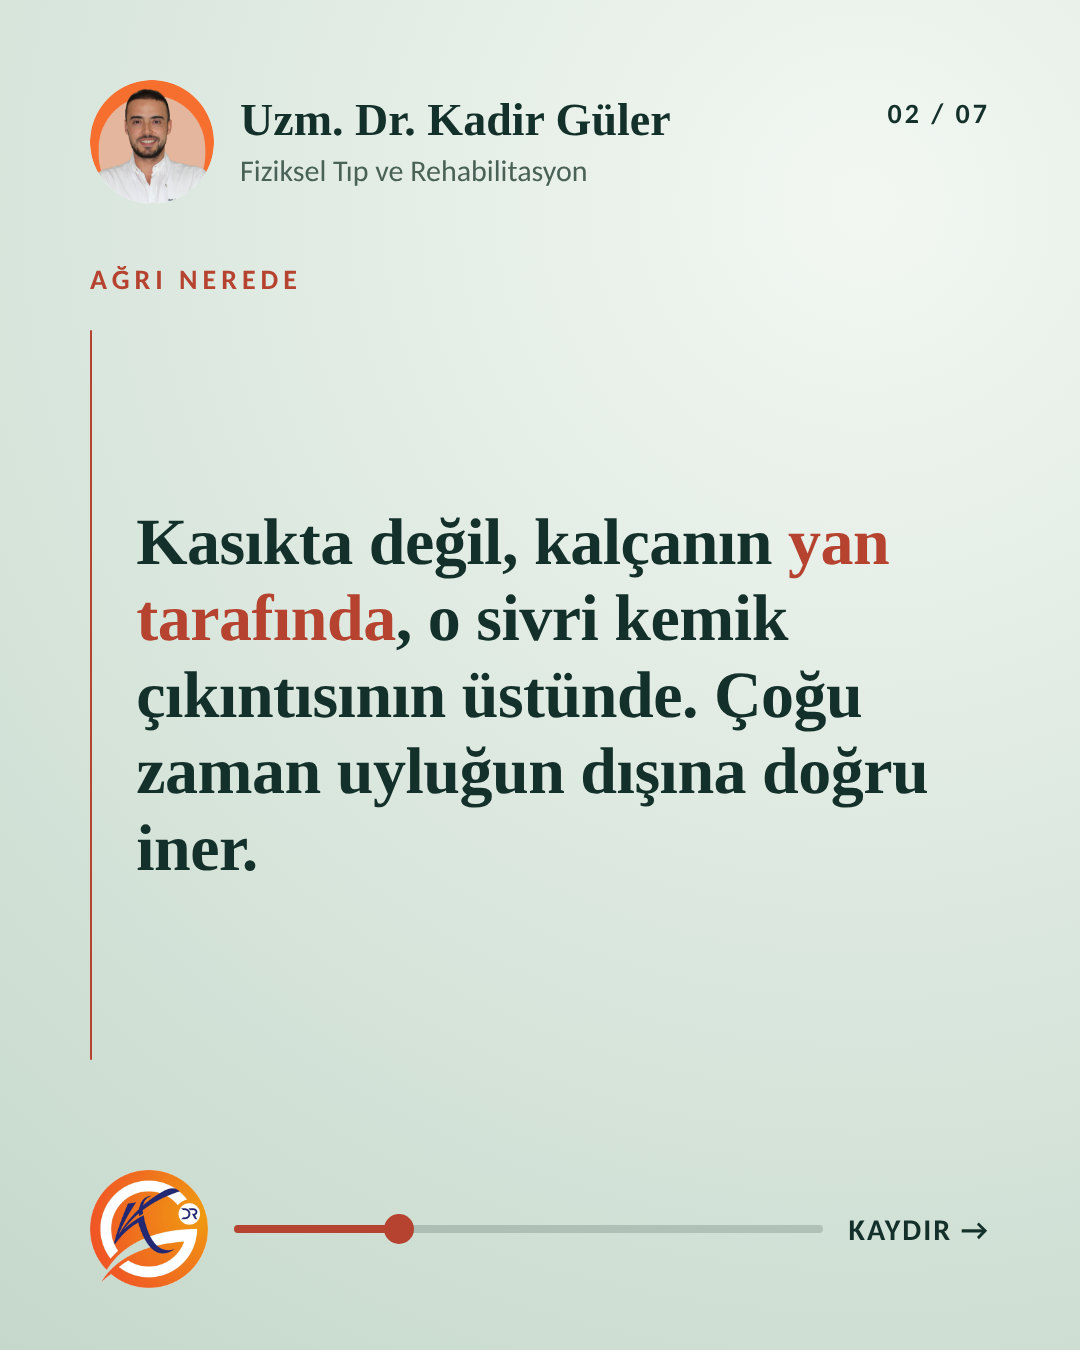 Uzm. Dr. Kadir Güler
Fiziksel Tıp ve Rehabilitasyon
02 / 07
AĞRI NEREDE
Kasıkta değil, kalçanın yan
tarafında, o sivri kemik
çıkıntısının üstünde. Çoğu
zaman uyluğun dışına doğru
iner.
DR
KAYDIR →